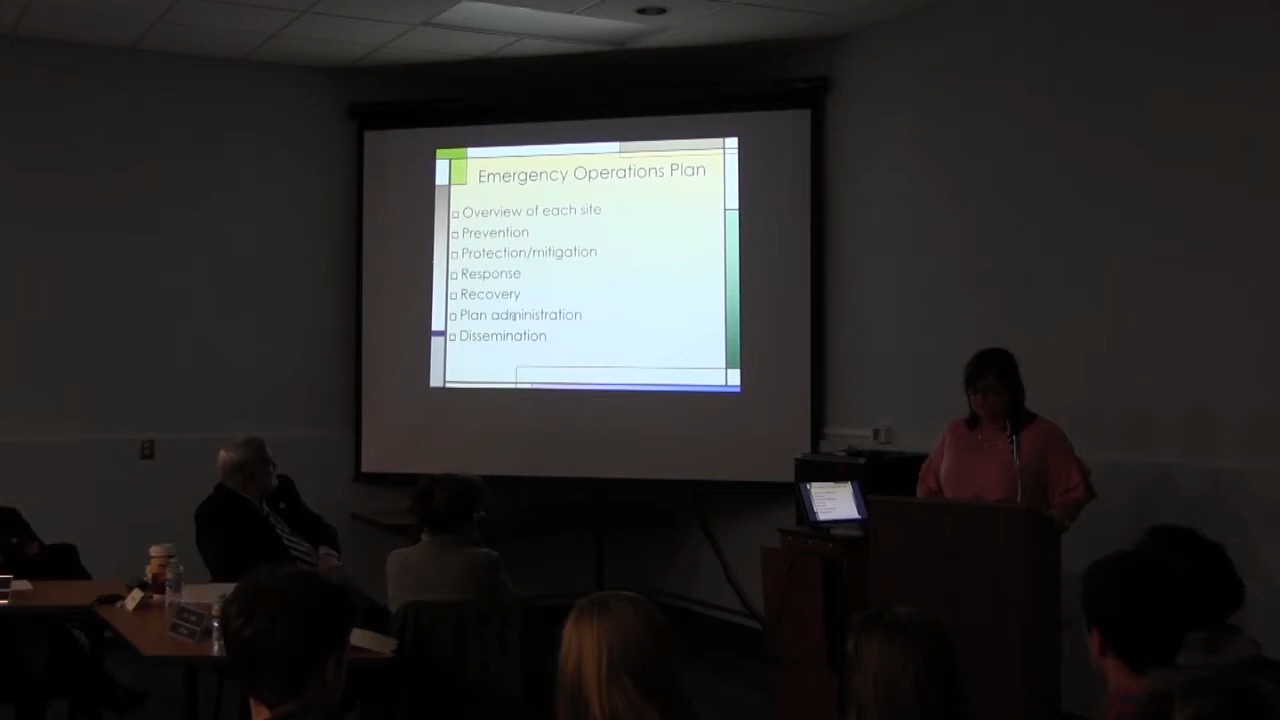 Emergency Operations Plan
Overview of each site
Prevention
Protection/mitigation
Response
Recovery
Plan administration
Dissemination